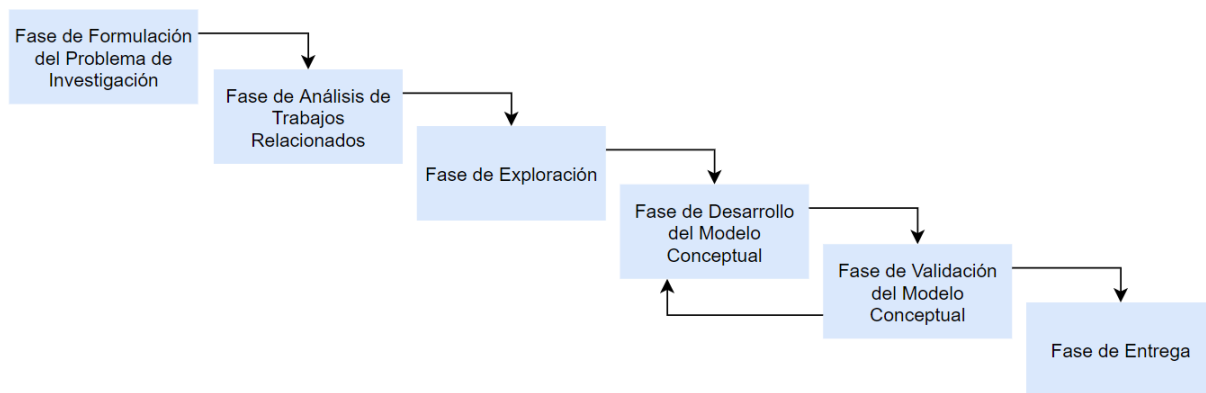 Fase de Formulación
del Problema de
Investigación
Fase de Análisis de
Trabajos
Relacionados
Fase de Exploración
Fase de Desarrollo
del Modelo
Conceptual
Fase de Validación
del Modelo
Conceptual
Fase de Entrega